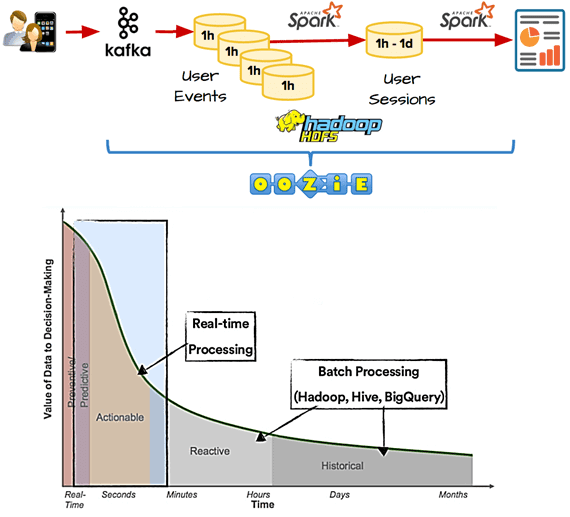 kafka
1h
1h
1h
1h
User
Events
APACHE
Spark
1h - 1d
User
Sessions
APACHE
Spark
hadoop
HDFS
OOZIE
Value of Data to Decision-Making
Preventive/
Predictive
Actionable
Real-time
Processing
Batch Processing
(Hadoop, Hive, BigQuery)
Reactive
Historical
Real-
Time
Seconds
Minutes
Hours
Days
Months
Time